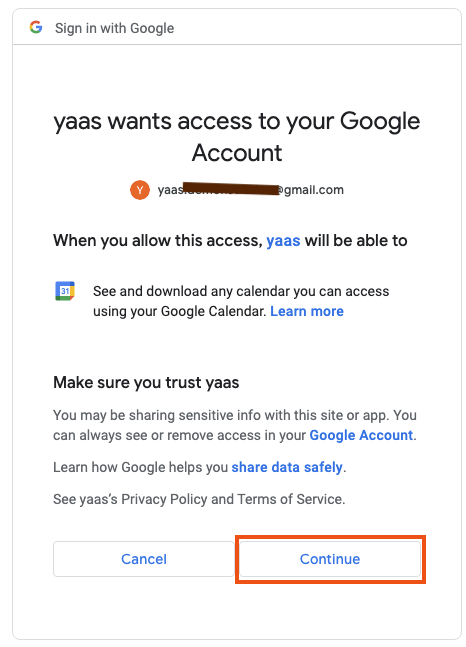 Sign in with Google
yaas wants access to your Google
Account
Y
@gmail.com
When you allow this access, yaas will be able to
31
See and download any calendar you can access
using your Google Calendar. Learn more
Make sure you trust yaas
You may be sharing sensitive info with this site or app. You
can always see or remove access in your Google Account.
Learn how Google helps you share data safely.
See yaas’s Privacy Policy and Terms of Service.
Cancel
Continue